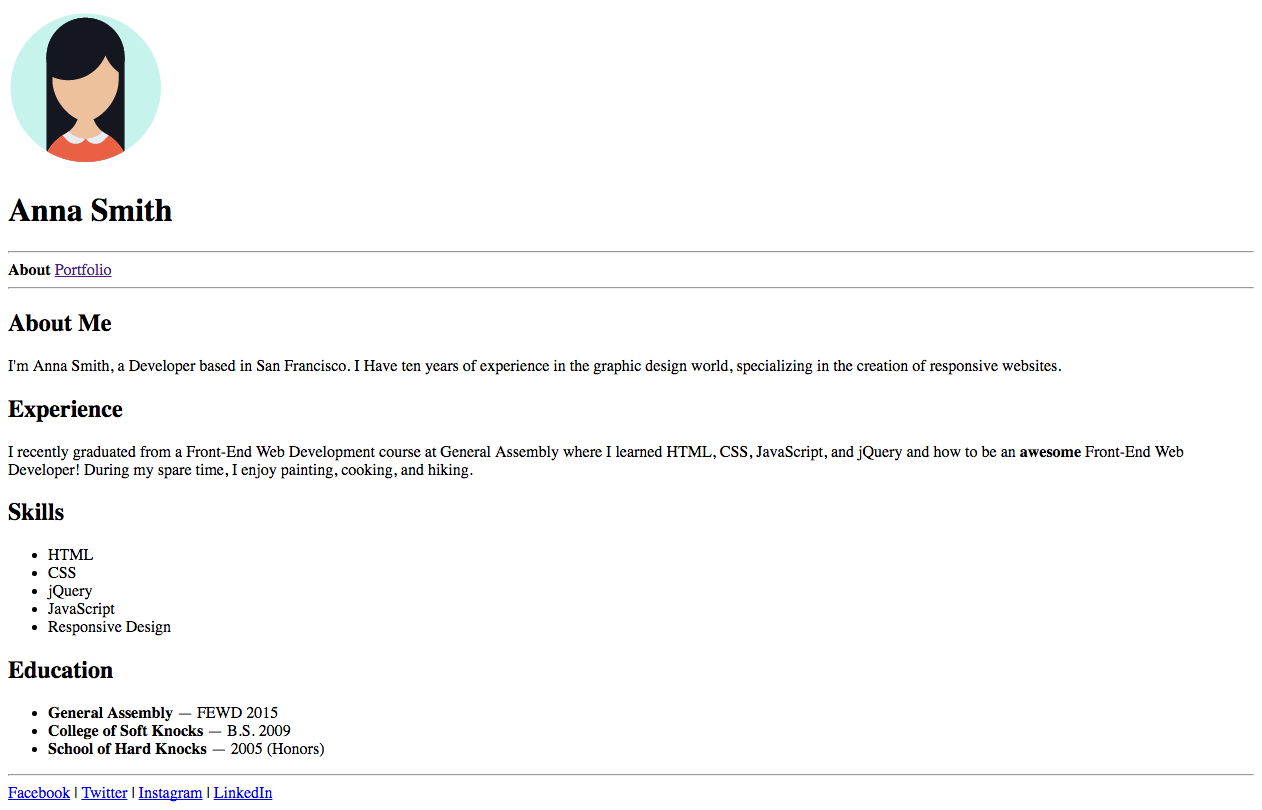 Anna Smith
About Portfolio
About Me
I'm Anna Smith, a Developer based in San Francisco. I Have ten years of experience in the graphic design world, specializing in the creation of responsive websites.
Experience
I recently graduated from a Front-End Web Development course at General Assembly where I learned HTML, CSS, JavaScript, and jQuery and how to be an awesome Front-End Web
Developer! During my spare time, I enjoy painting, cooking, and hiking.
Skills
• HTML
• CSS
• jQuery
• JavaScript
• Responsive Design
Education
• General Assembly — FEWD 2015
• College of Soft Knocks — B.S. 2009
• School of Hard Knocks — 2005 (Honors)
Facebook | Twitter | Instagram | LinkedIn